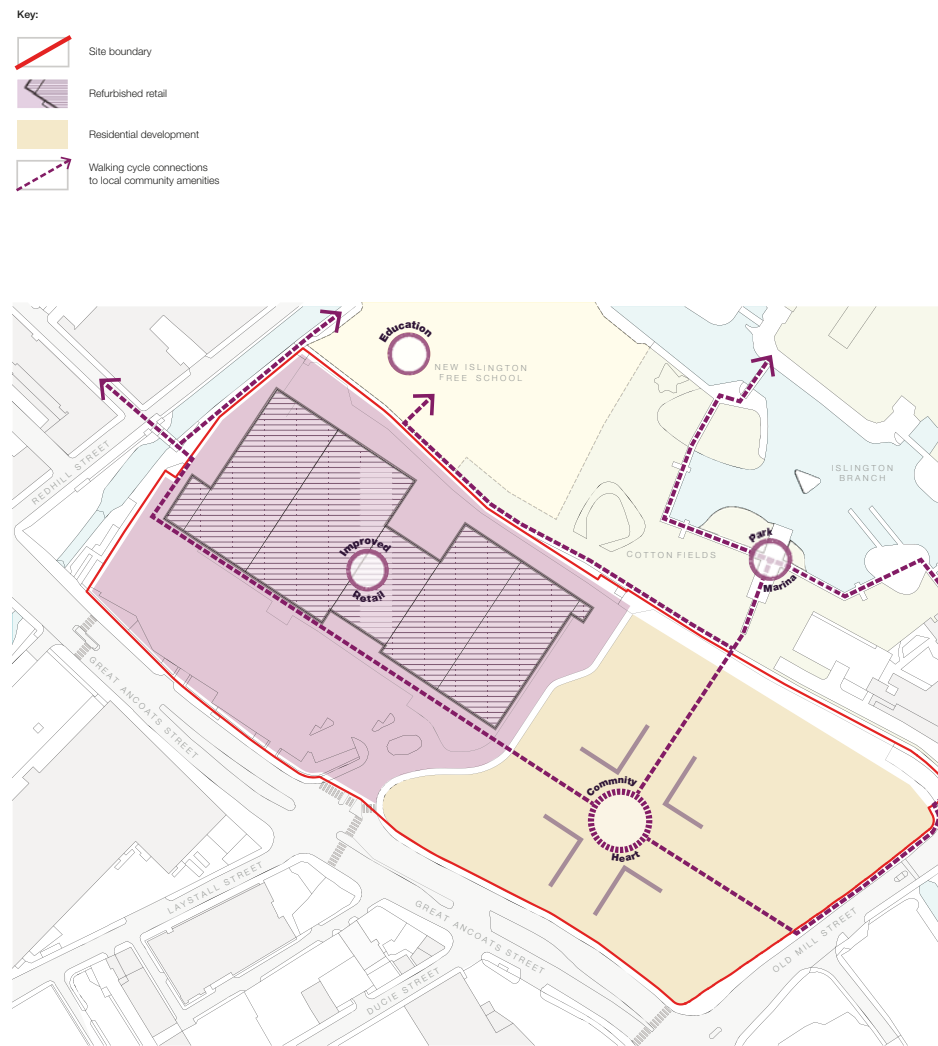 Key:
Site boundary
Refurbished retail
Residential development
Walking cycle connections
to local community amenities
Education
NEW ISLINGTON
FREE SCHOOL
REDHILL STREET
ISLINGTON
BRANCH
Park
COTTON FIELDS
Marina
Improved
Retail
GREAT ANCOATS STREET
Commnity
Heart
LAYSTALL STREET
GREAT ANCOATS STREET
OLD MILL STREET
DUCIE STREET